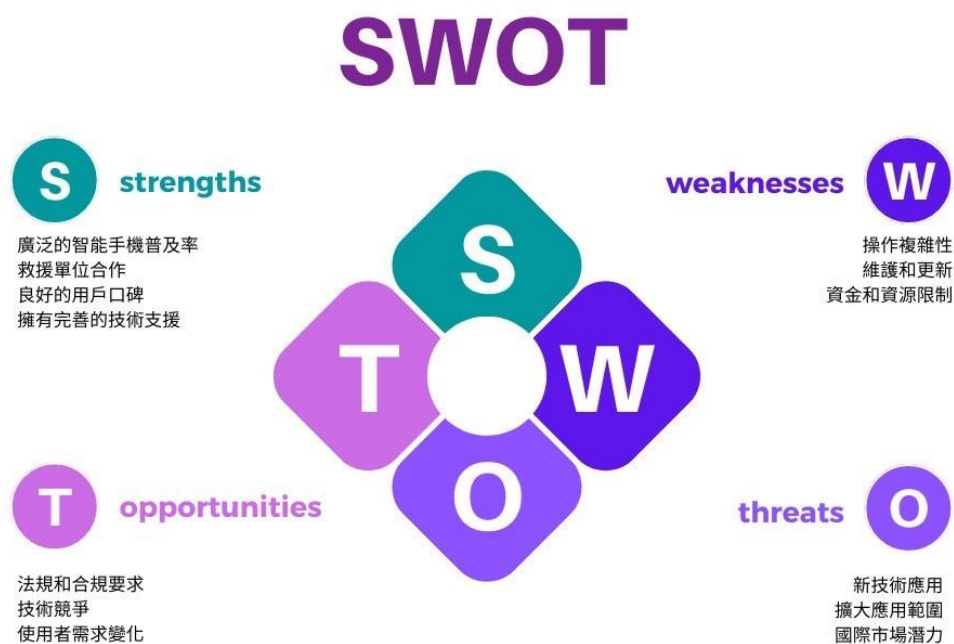 SWOT
S strengths
廣泛的智能手機普及率
救援單位合作
良好的用戶口碑
擁有完善的技術支援
weaknesses W
操作複雜性
維護和更新
資金和資源限制
S
T W
O
T opportunities
法規和合規要求
技術競爭
使用者需求變化
threats O
新技術應用
擴大應用範圍
國際市場潛力